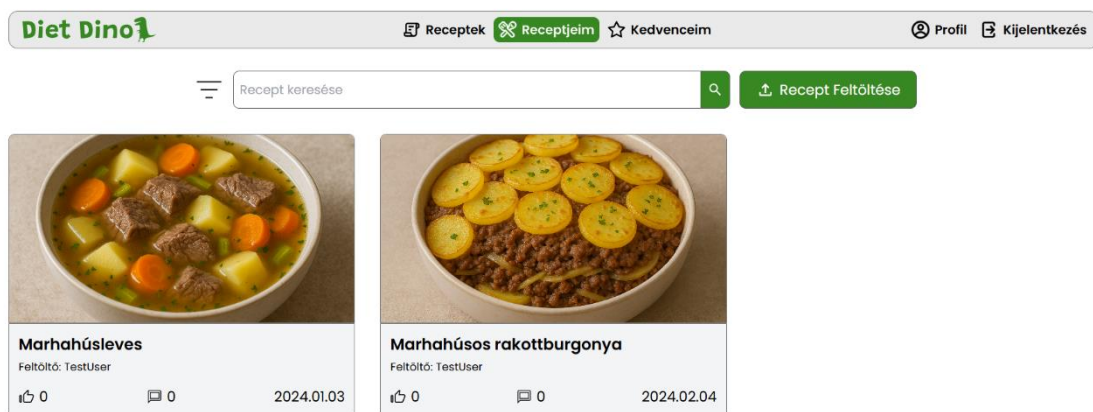 Diet Dino
Receptek Receptjeim Kedvenceim Profil Kijelentkezés
Recept keresése Recept Feltöltése
Marhahúsleves
Feltöltő: TestUser
0 0 2024.01.03
Marhahúsos rakottburgonya
Feltöltő: TestUser
0 0 2024.02.04